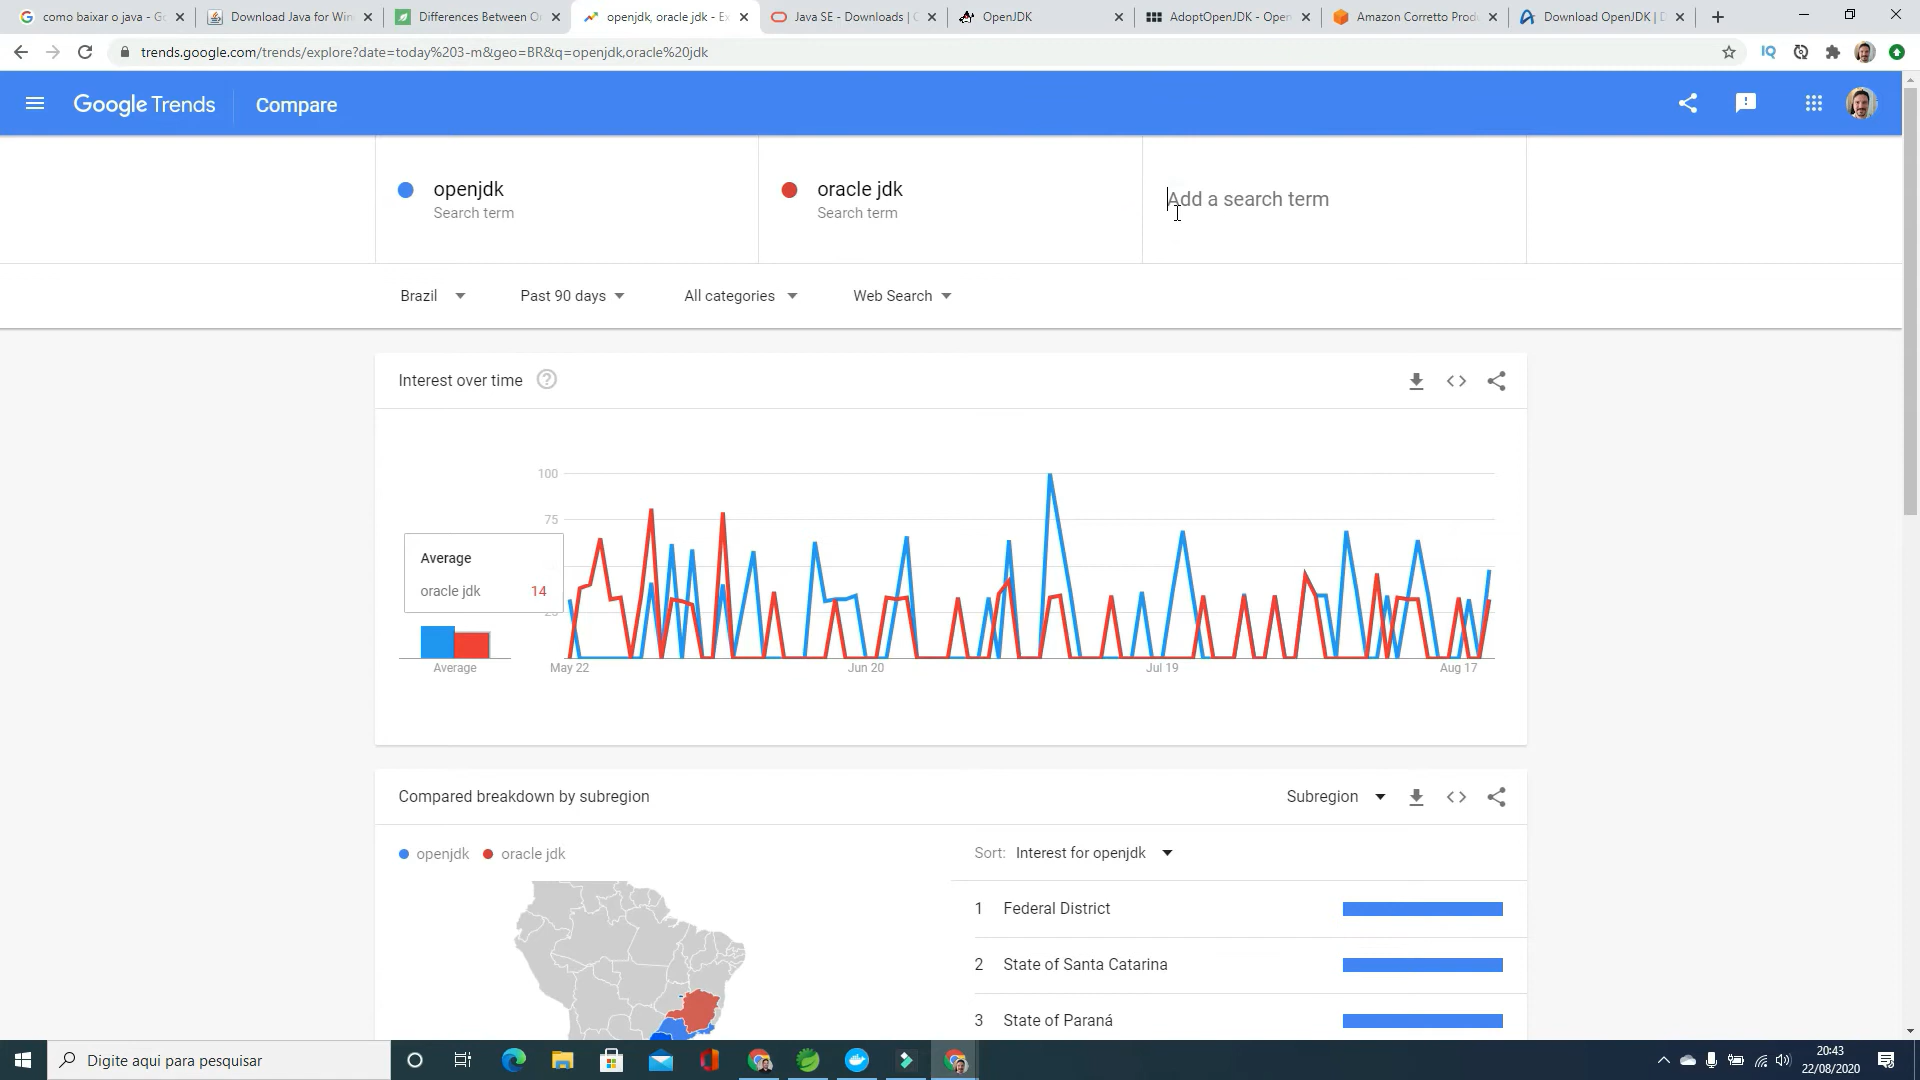 como baixar o java - Go
Download Java for Win
Differences Between O
openjdk, oracle jdk - Ex
Java SE - Downloads | O
OpenJDK
AdoptOpenJDK - Open
Amazon Corretto Prod
Download OpenJDK | D
trends.google.com/trends/explore?date=today%203-m&geo=BR&q=openjdk,oracle%20jdk
IQ
Google Trends
Compare
openjdk
Search term
oracle jdk
Search term
Add a search term
Brazil
Past 90 days
All categories
Web Search
Interest over time
100
75
25
Average
oracle jdk 14
Average
May 22
Jun 20
Jul 19
Aug 17
Compared breakdown by subregion
Subregion
openjdk
oracle jdk
Sort: Interest for openjdk
1 Federal District
2 State of Santa Catarina
3 State of Paraná
Digite aqui para pesquisar
20:43
22/08/2020